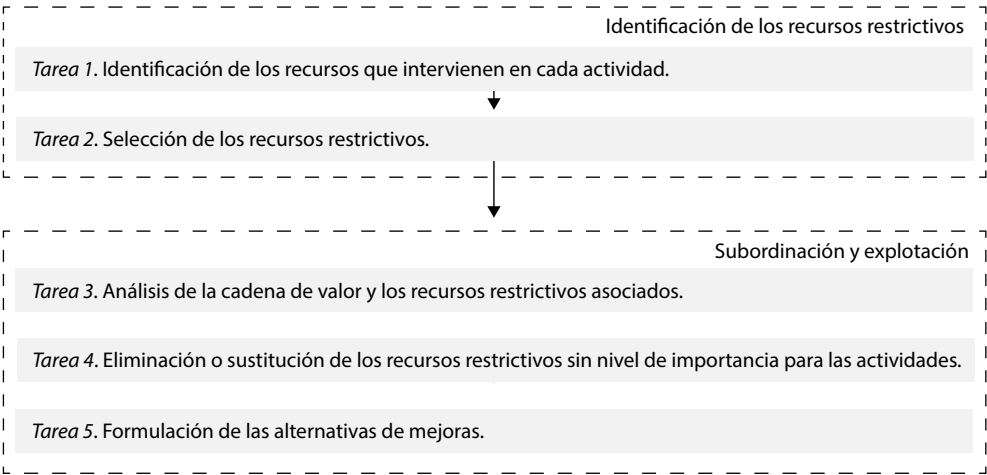 Identificación de los recursos restrictivos
Tarea 1. Identificación de los recursos que intervienen en cada actividad.
Tarea 2. Selección de los recursos restrictivos.
Subordinación y explotación
Tarea 3. Análisis de la cadena de valor y los recursos restrictivos asociados.
Tarea 4. Eliminación o sustitución de los recursos restrictivos sin nivel de importancia para las actividades.
Tarea 5. Formulación de las alternativas de mejoras.